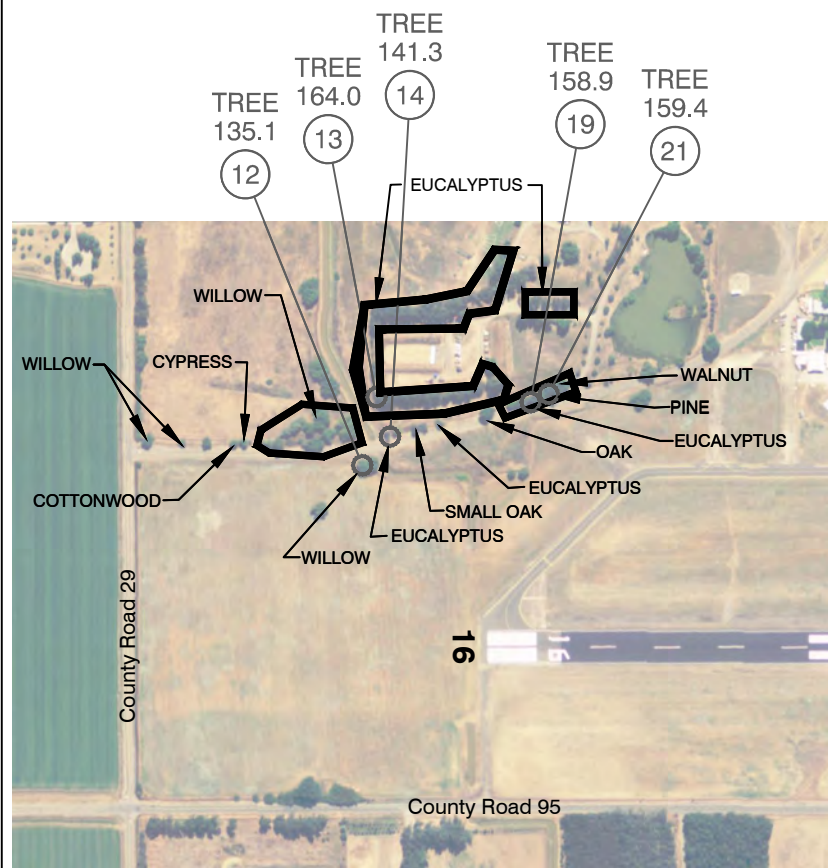 TREE
141.3
14
TREE
158.9
19
TREE
164.0
13
TREE
159.4
21
TREE
135.1
12
EUCALYPTUS
WILLOW
WILLOW
CYPRESS
WALNUT
PINE
EUCALYPTUS
OAK
EUCALYPTUS
COTTONWOOD
SMALL OAK
EUCALYPTUS
WILLOW
County Road 29
16
16
County Road 95